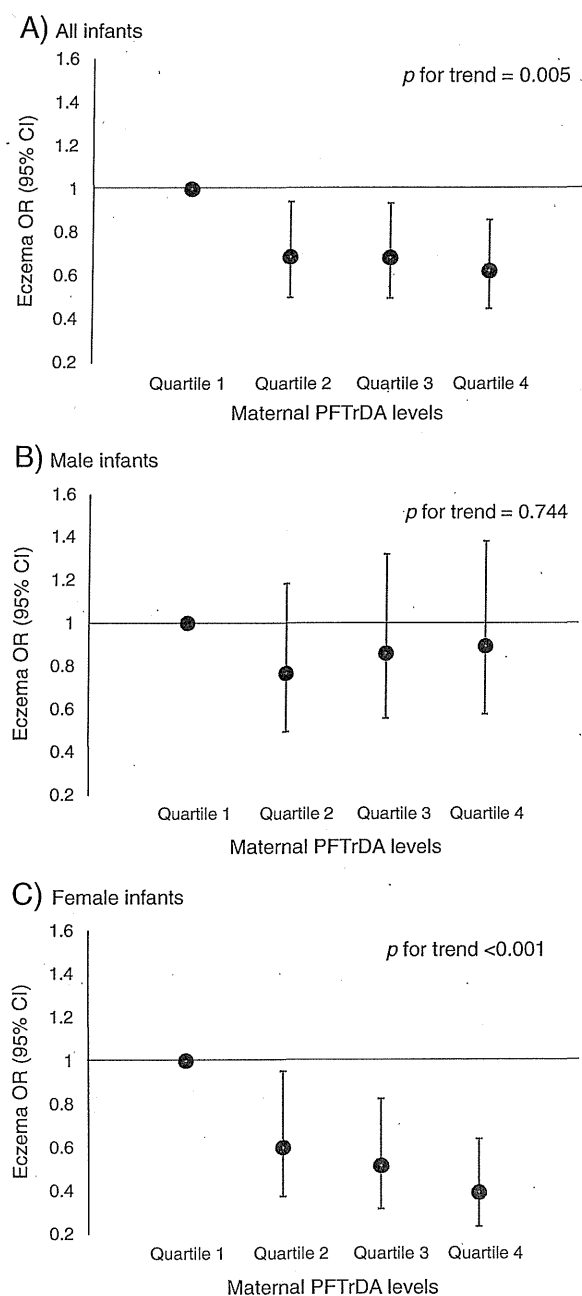 A) All infants
p for trend = 0.005
Eczema OR (95% CI)
1.6
1.4
1.2
1
0.8
0.6
0.4
0.2
Quartile 1 Quartile 2 Quartile 3 Quartile 4
Maternal PFTrDA levels
B) Male infants
p for trend = 0.744
Eczema OR (95% CI)
1.6
1.4
1.2
1
0.8
0.6
0.4
0.2
Quartile 1 Quartile 2 Quartile 3 Quartile 4
Maternal PFTrDA levels
C) Female infants
p for trend <0.001
Eczema OR (95% CI)
1.6
1.4
1.2
1
0.8
0.6
0.4
0.2
Quartile 1 Quartile 2 Quartile 3 Quartile 4
Maternal PFTrDA levels